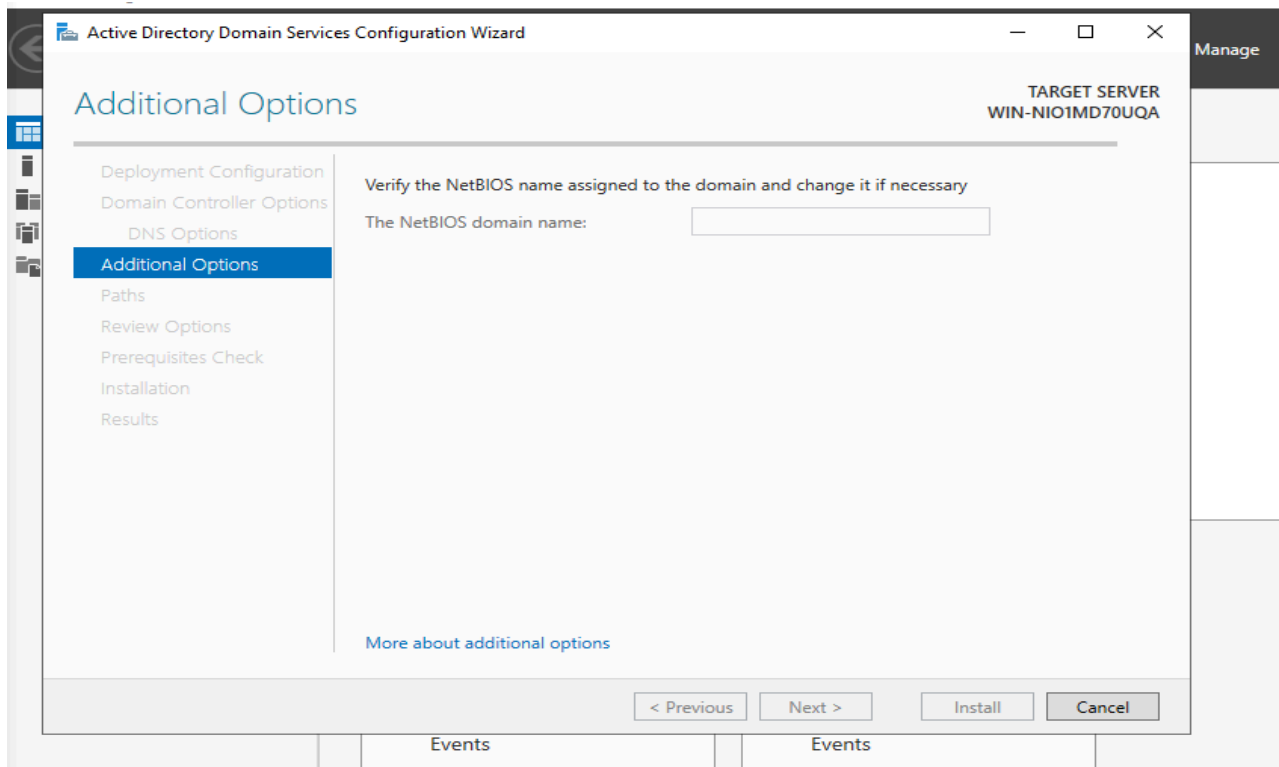 Active Directory Domain Services Configuration Wizard
Manage
Additional Options
TARGET SERVER
WIN-NIO1MD70UQA
Deployment Configuration
Domain Controller Options
DNS Options
Additional Options
Paths
Review Options
Prerequisites Check
Installation
Results
Verify the NetBIOS name assigned to the domain and change it if necessary
The NetBIOS domain name:
More about additional options
< Previous
Next >
Install
Cancel
Events
Events